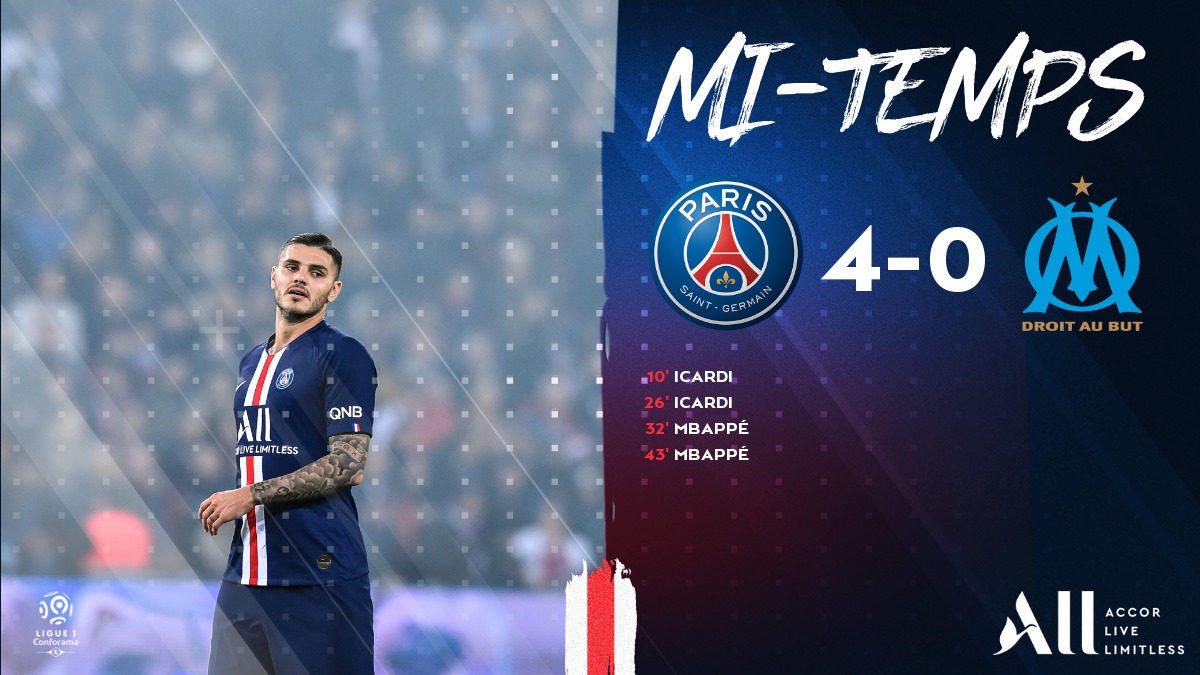 MI-TEMPS
PARIS
SAINT - GERMAIN
4-0
DROIT AU BUT
10' ICARDI
26' ICARDI
32' MBAPPÉ
43' MBAPPÉ
QNB
All
LIVE LIMITLESS
LIGUE 1
Conforama
All
ACCOR
LIVE
LIMITLESS